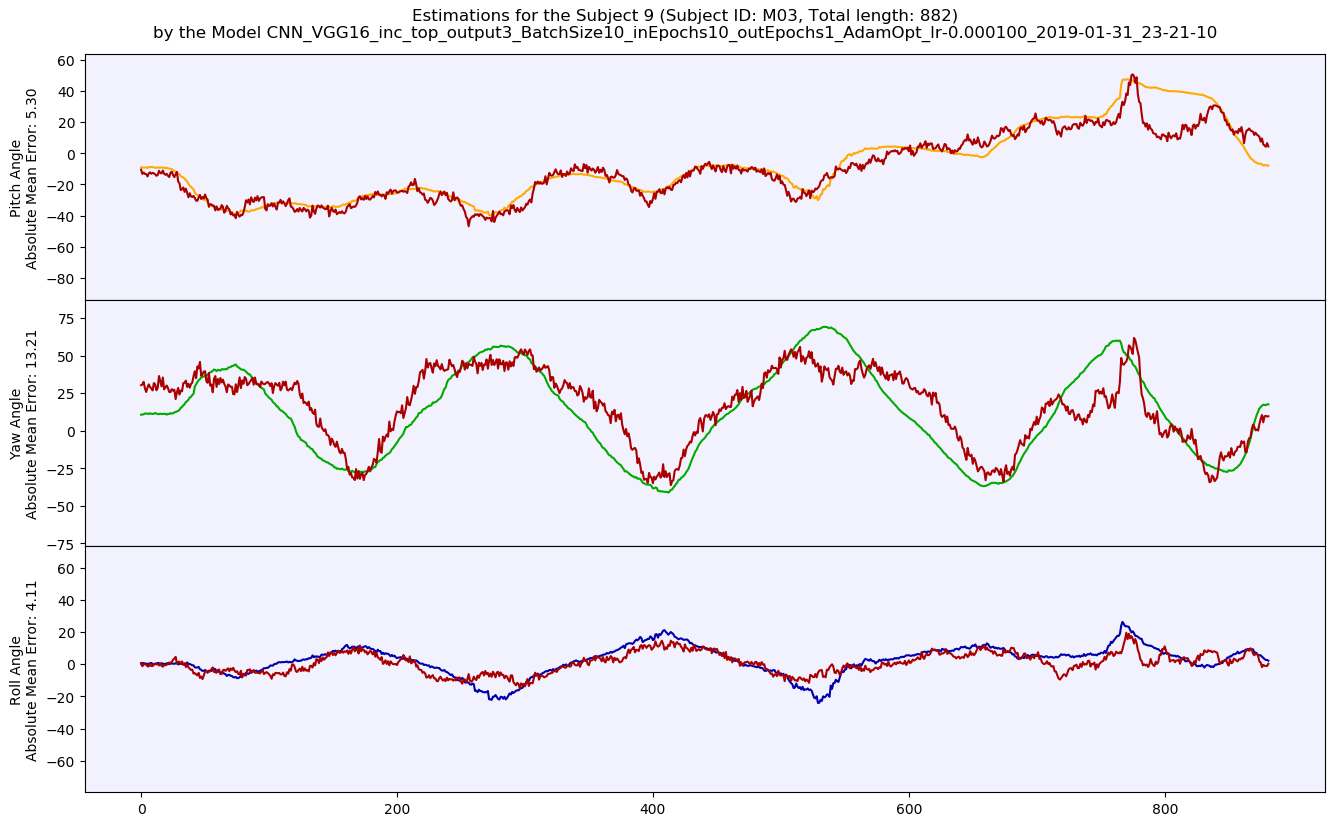 Estimations for the Subject 9 (Subject ID: M03, Total length: 882)
by the Model CNN_VGG16_inc_top_output3_BatchSize10_inEpochs10_outEpochs1_AdamOpt_lr-0.000100_2019-01-31_23-21-10
Pitch Angle
Absolute Mean Error: 5.30
60
40
20
0
−20
−40
−60
−80
Yaw Angle
Absolute Mean Error: 13.21
75
50
25
0
−25
−50
−75
Roll Angle
Absolute Mean Error: 4.11
60
40
20
0
−20
−40
−60
0 200 400 600 800